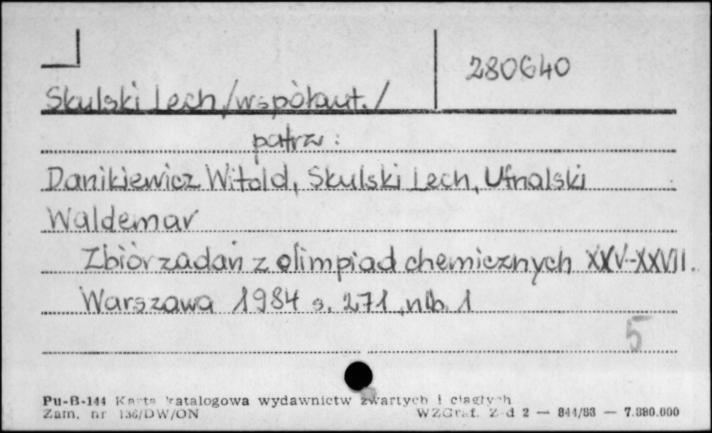 280640
Skulski Lech /współaut./
patrz:
Danikiewicz Witold, Skulski Lech, Ufnalski
Waldemar
Zbiór zadań z olimpiad chemicznych XXV-XXVII.
Warszawa 1984 s. 271, nlb. 1
5
Pu-B-144 Karta katalogowa wydawnictw zwartych i ciągłych
Zam. nr 136/DW/ON WZGraf. Z-d 2 — 844/83 — 7.880.000